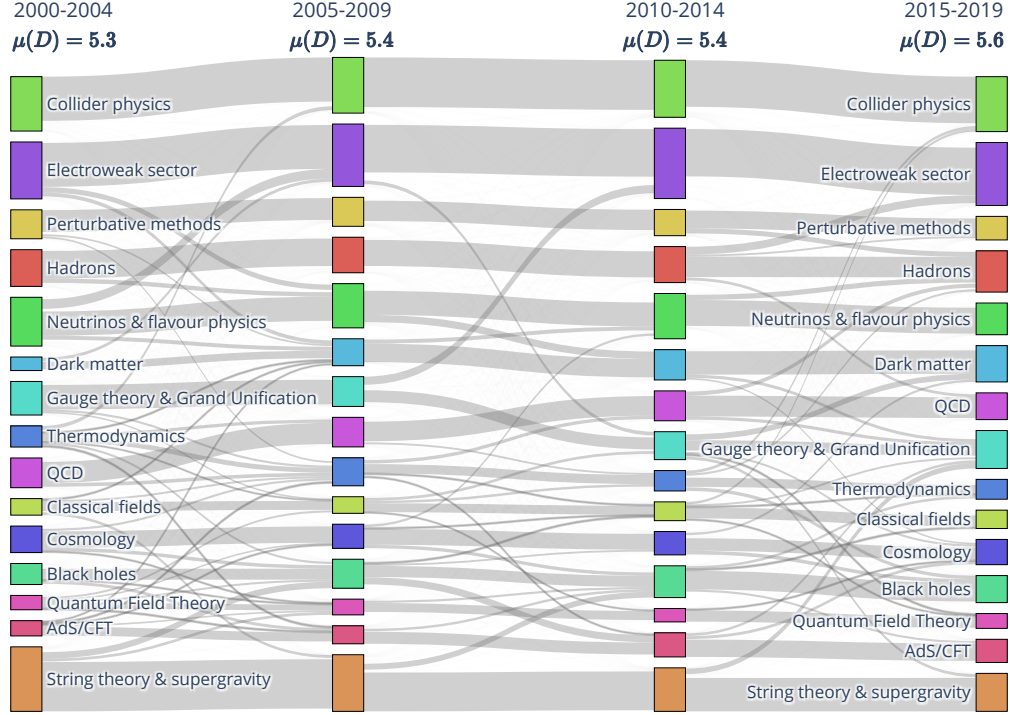 2000-2004 2005-2009 2010-2014 2015-2019
μ(D) = 5.3 μ(D) = 5.4 μ(D) = 5.4 μ(D) = 5.6
Collider physics
Electroweak sector
Perturbative methods
Hadrons
Neutrinos & flavour physics
Dark matter
Gauge theory & Grand Unification
Thermodynamics
QCD
Classical fields
Cosmology
Black holes
Quantum Field Theory
AdS/CFT
String theory & supergravity
Collider physics
Electroweak sector
Perturbative methods
Hadrons
Neutrinos & flavour physics
Dark matter
QCD
Gauge theory & Grand Unification
Thermodynamics
Classical fields
Cosmology
Black holes
Quantum Field Theory
AdS/CFT
String theory & supergravity